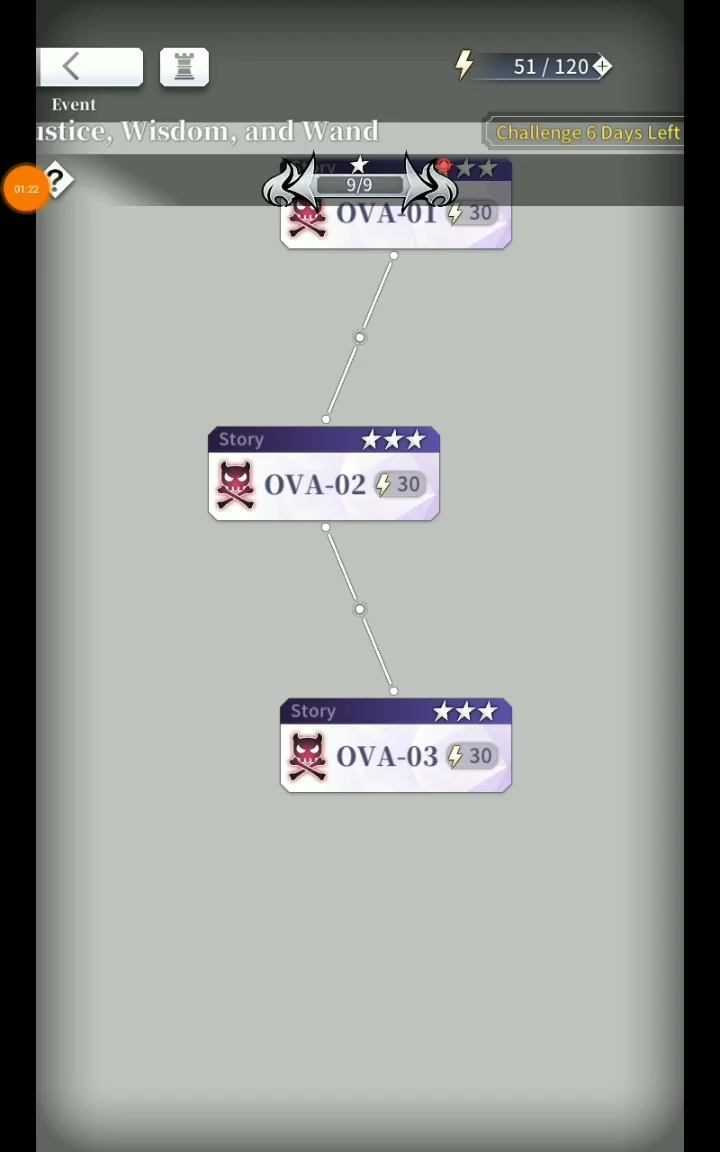 51 / 120
Event
ustice, Wisdom, and Wand
Challenge 6 Days Left
01:22
?
Story
9/9
OVA-01 30
Story
OVA-02 30
Story
OVA-03 30